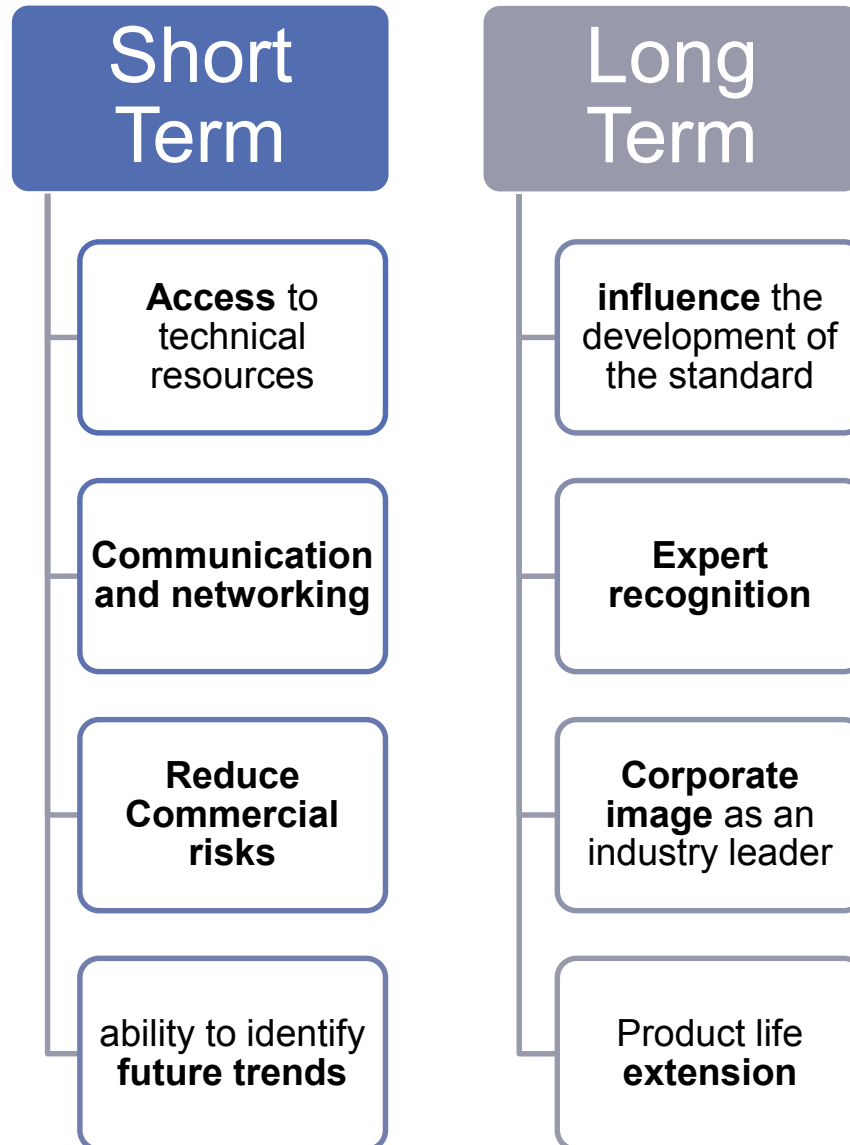 Short
Term
Access to
technical
resources
Communication
and networking
Reduce
Commercial
risks
ability to identify
future trends
Long
Term
influence the
development of
the standard
Expert
recognition
Corporate
image as an
industry leader
Product life
extension